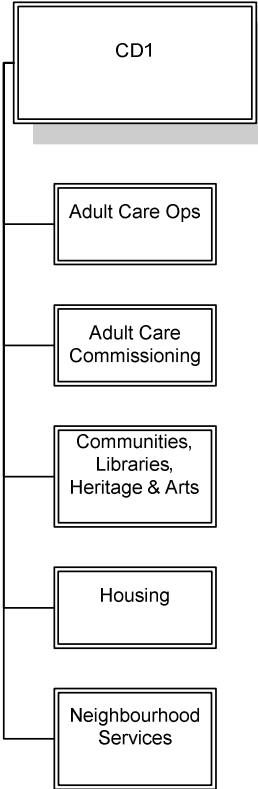 CD1
Adult Care Ops
Adult Care
Commissioning
Communities,
Libraries,
Heritage & Arts
Housing
Neighbourhood
Services